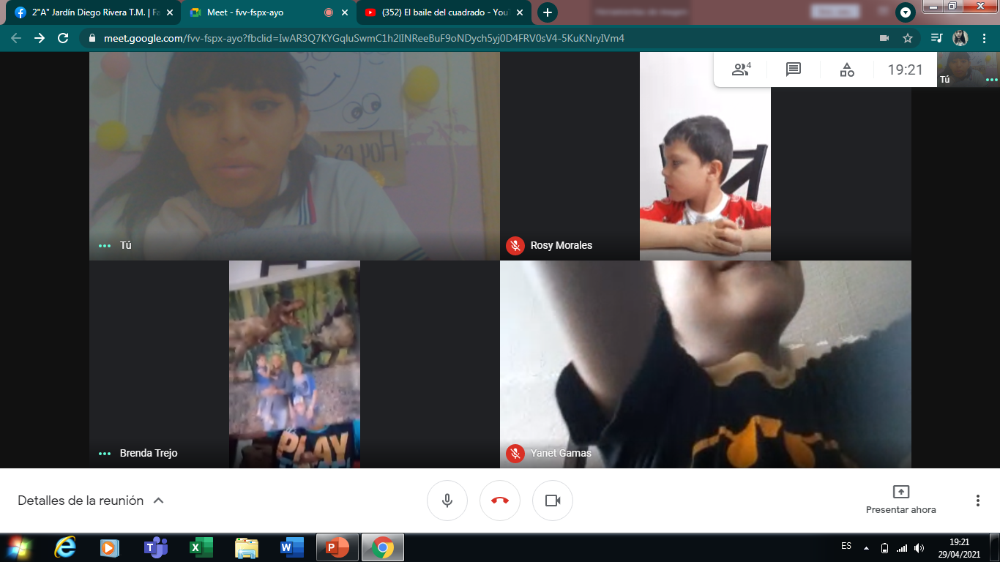 2"A" Jardín Diego Rivera T.M. | Fa
Meet - fvv-fspx-ayo
(352) El baile del cuadrado - You
meet.google.com/fvv-fspx-ayo?fbclid=IwAR3Q7KYGqluSwmC1h2lINReeBuF9oNDych5yj0D4FRV0sV4-5KuKNryIVm4
4
19:21
Tú
Hoy es
Tú
Rosy Morales
PLAY
Brenda Trejo
Yanet Gamas
Detalles de la reunión
Presentar ahora
ES
19:21
29/04/2021